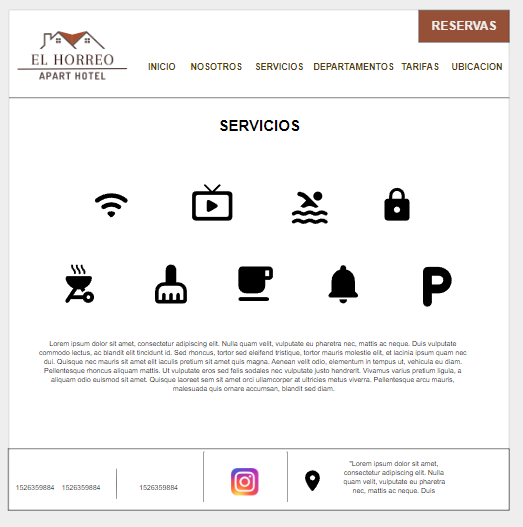 RESERVAS
EL HORREO
APART HOTEL
INICIO NOSOTROS SERVICIOS DEPARTAMENTOS TARIFAS UBICACION
SERVICIOS
Lorem ipsum dolor sit amet, consectetur adipiscing elit. Nulla quam velit, vulputate eu pharetra nec, mattis ac neque. Duis vulputate
commodo lectus, ac blandit elit tincidunt id. Sed rhoncus, tortor sed eleifend tristique, tortor mauris molestie elit, et lacinia ipsum quam nec
dui. Quisque nec mauris sit amet elit iaculis pretium sit amet quis magna. Aenean velit odio, elementum in tempus ut, vehicula eu diam.
Pellentesque rhoncus aliquam mattis. Ut vulputate eros sed felis sodales nec vulputate justo hendrerit. Vivamus varius pretium ligula, a
aliquam odio euismod sit amet. Quisque laoreet sem sit amet orci ullamcorper at ultricies metus viverra. Pellentesque arcu mauris,
malesuada quis ornare accumsan, blandit sed diam.
1526359884 1526359884 1526359884
"Lorem ipsum dolor sit amet,
consectetur adipiscing elit. Nulla
quam velit, vulputate eu pharetra
nec, mattis ac neque. Duis